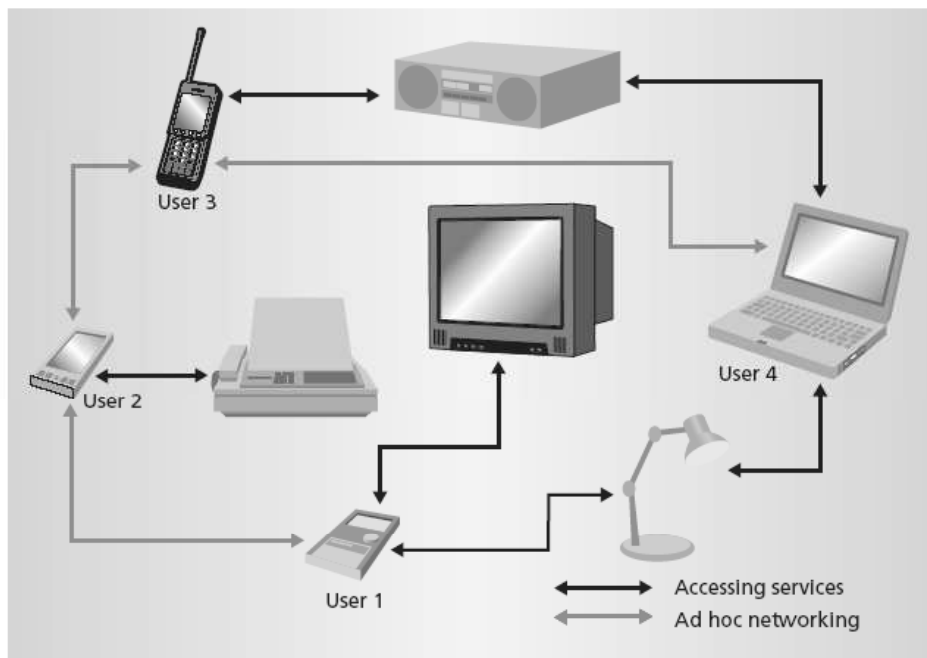 User 3
User 4
User 2
User 1
Accessing services
Ad hoc networking